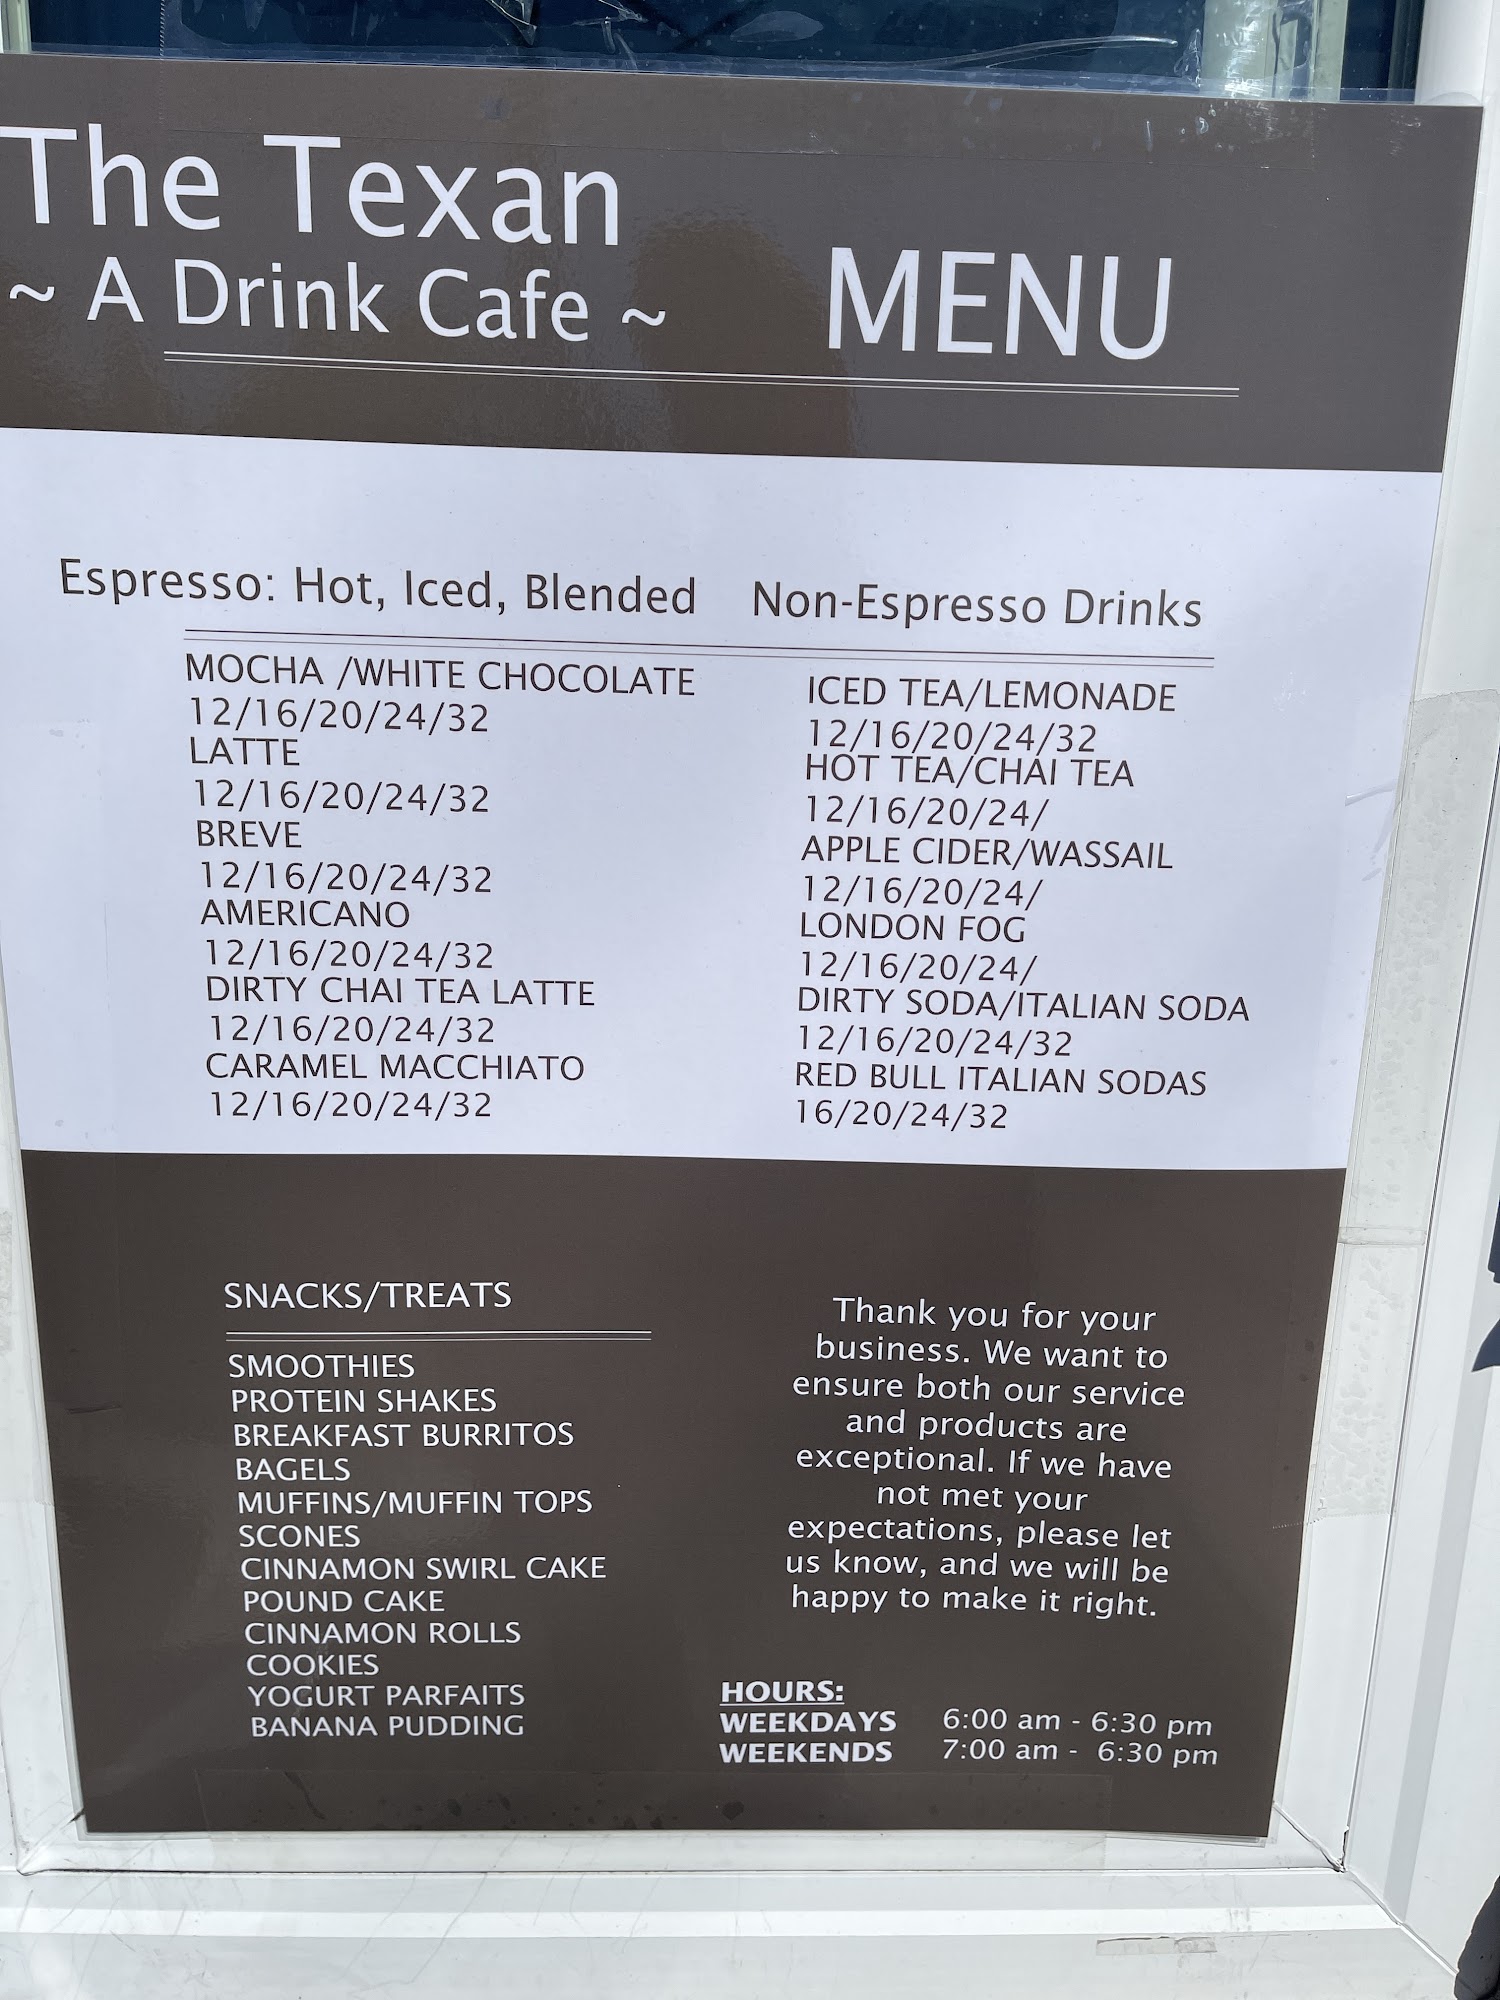 The Texan
~ A Drink Cafe ~
MENU
Espresso: Hot, Iced, Blended
MOCHA /WHITE CHOCOLATE
12/16/20/24/32
LATTE
12/16/20/24/32
BREVE
12/16/20/24/32
AMERICANO
12/16/20/24/32
DIRTY CHAI TEA LATTE
12/16/20/24/32
CARAMEL MACCHIATO
12/16/20/24/32
Non-Espresso Drinks
ICED TEA/LEMONADE
12/16/20/24/32
HOT TEA/CHAI TEA
12/16/20/24/
APPLE CIDER/WASSAIL
12/16/20/24/
LONDON FOG
12/16/20/24/
DIRTY SODA/ITALIAN SODA
12/16/20/24/32
RED BULL ITALIAN SODAS
16/20/24/32
SNACKS/TREATS
SMOOTHIES
PROTEIN SHAKES
BREAKFAST BURRITOS
BAGELS
MUFFINS/MUFFIN TOPS
SCONES
CINNAMON SWIRL CAKE
POUND CAKE
CINNAMON ROLLS
COOKIES
YOGURT PARFAITS
BANANA PUDDING
Thank you for your
business. We want to
ensure both our service
and products are
exceptional. If we have
not met your
expectations, please let
us know, and we will be
happy to make it right.
HOURS:
WEEKDAYS 6:00 am - 6:30 pm
WEEKENDS 7:00 am - 6:30 pm